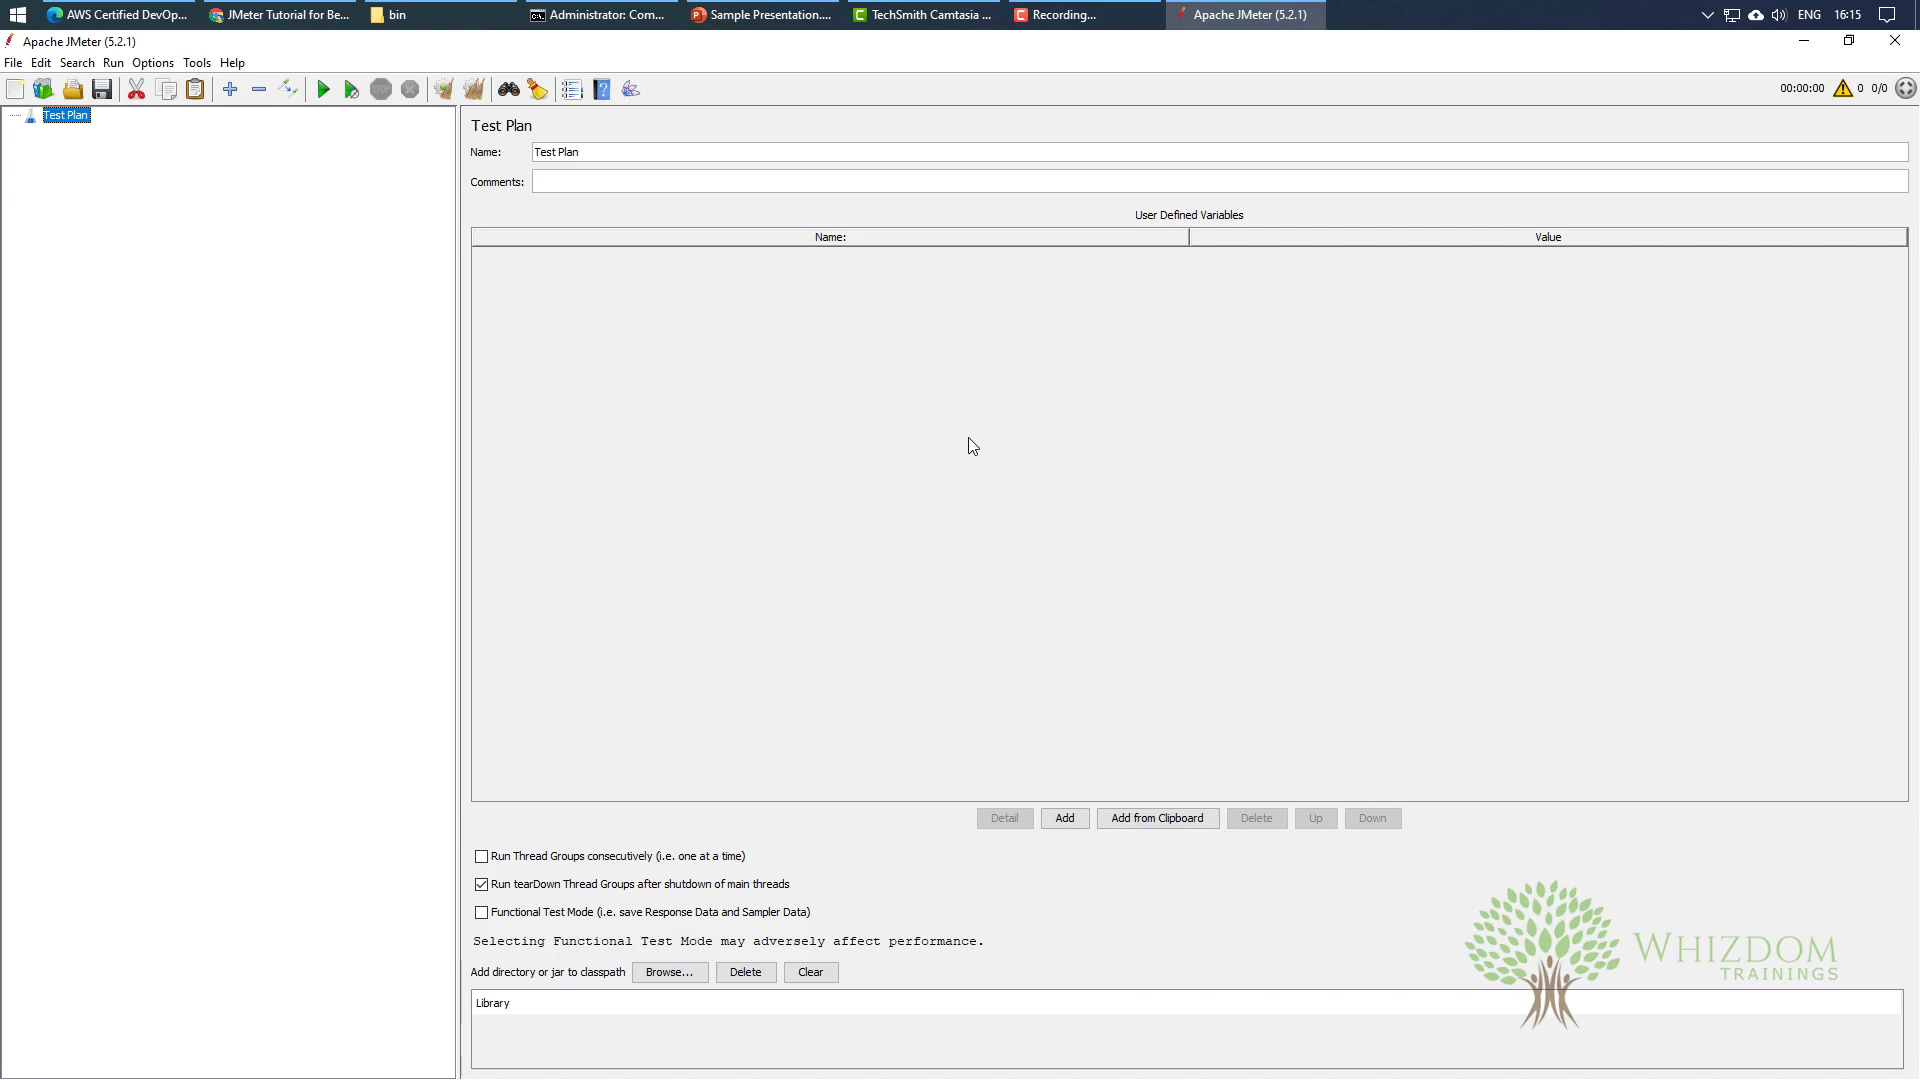 AWS Certified DevOp... JMeter Tutorial for Be... bin Administrator: Com... Sample Presentation.... TechSmith Camtasia ... Recording... Apache JMeter (5.2.1) ENG 16:15
Apache JMeter (5.2.1)
File Edit Search Run Options Tools Help
STOP 00:00:00 0 0/0
Test Plan
Test Plan
Name: Test Plan
Comments:
User Defined Variables
Name: Value
Detail Add Add from Clipboard Delete Up Down
Run Thread Groups consecutively (i.e. one at a time)
Run tearDown Thread Groups after shutdown of main threads
Functional Test Mode (i.e. save Response Data and Sampler Data)
Selecting Functional Test Mode may adversely affect performance.
Add directory or jar to classpath Browse... Delete Clear
Library
WHIZDOM
TRAININGS